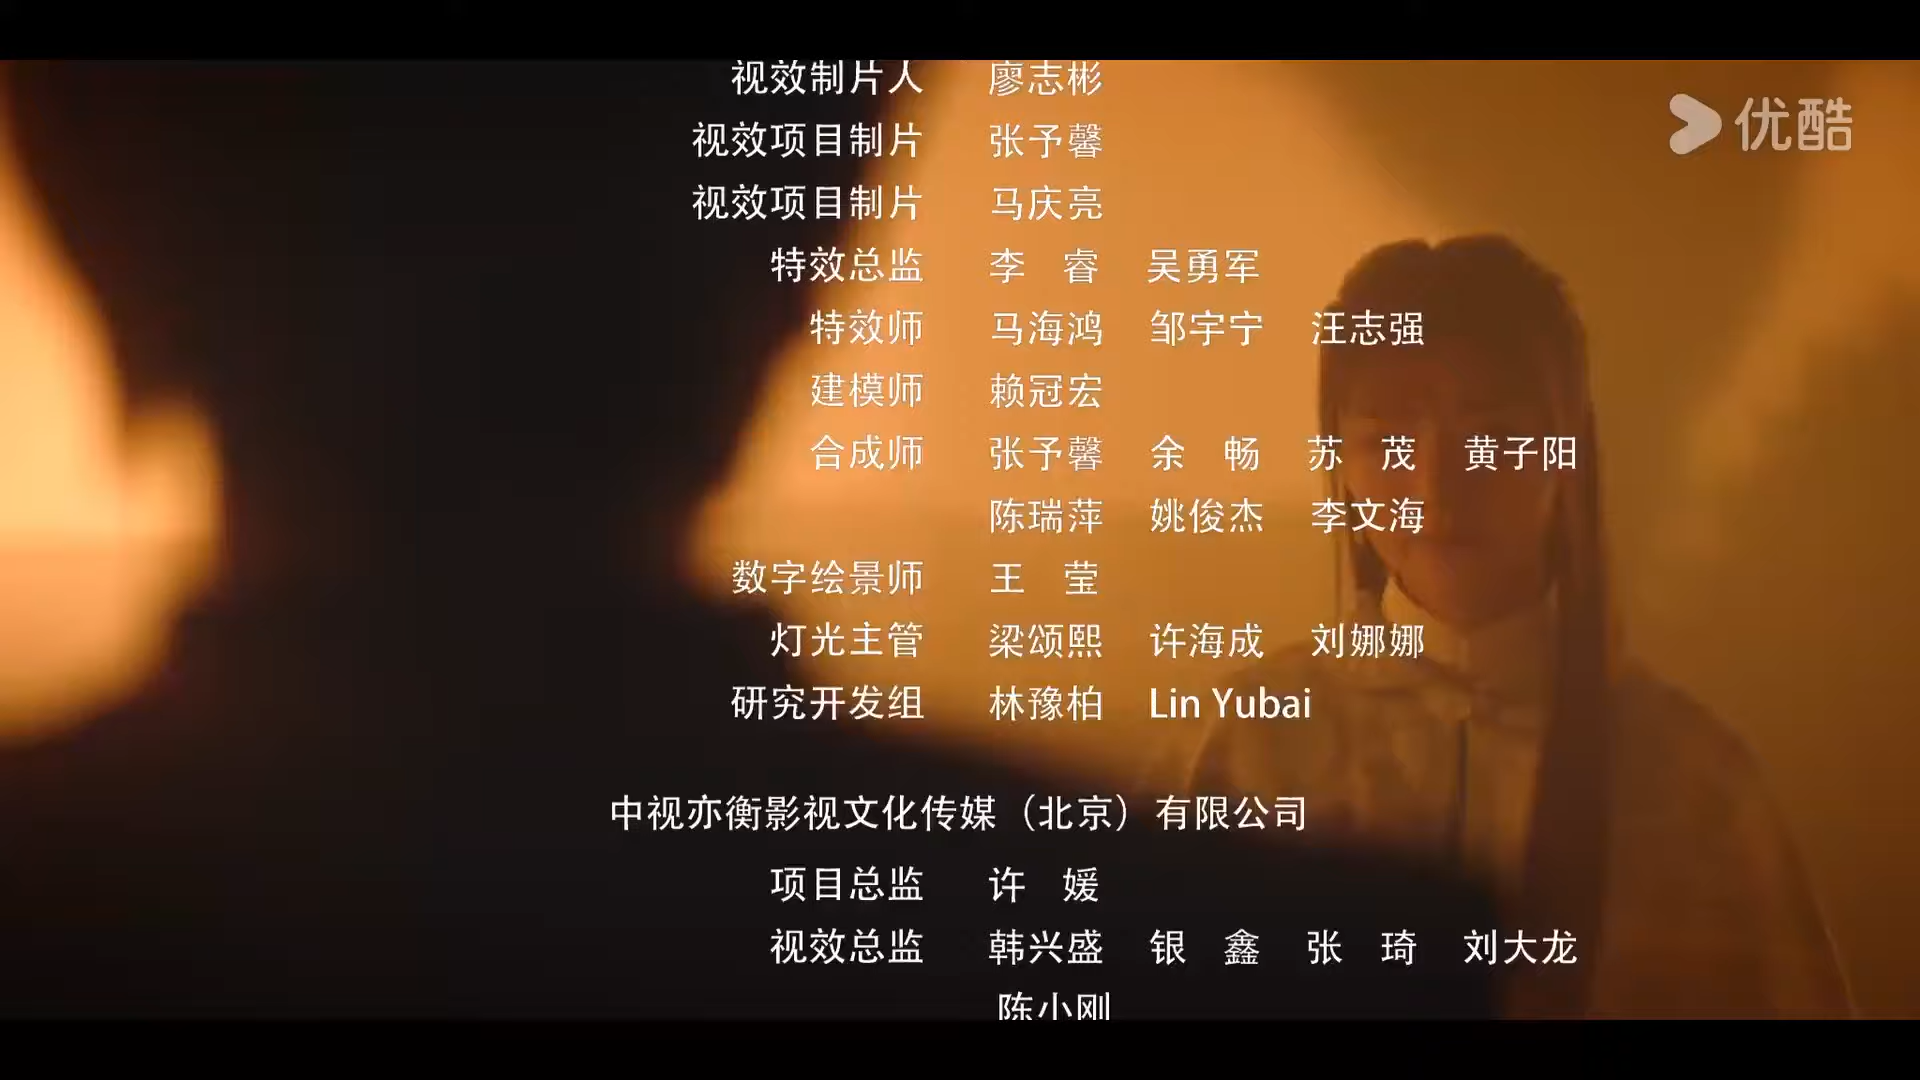 视效制片人 廖志彬
优酷
视效项目制片 张予馨
视效项目制片 马庆亮
特效总监 李 睿 吴勇军
特效师 马海鸿 邹宇宁 汪志强
建模师 赖冠宏
合成师 张予馨 余 畅 苏 茂 黄子阳
陈瑞萍 姚俊杰 李文海
数字绘景师 王 莹
灯光主管 梁颂熙 许海成 刘娜娜
研究开发组 林豫柏 Lin Yubai
中视亦衡影视文化传媒（北京）有限公司
项目总监 许 媛
视效总监 韩兴盛 银 鑫 张 琦 刘大龙
陈小刚